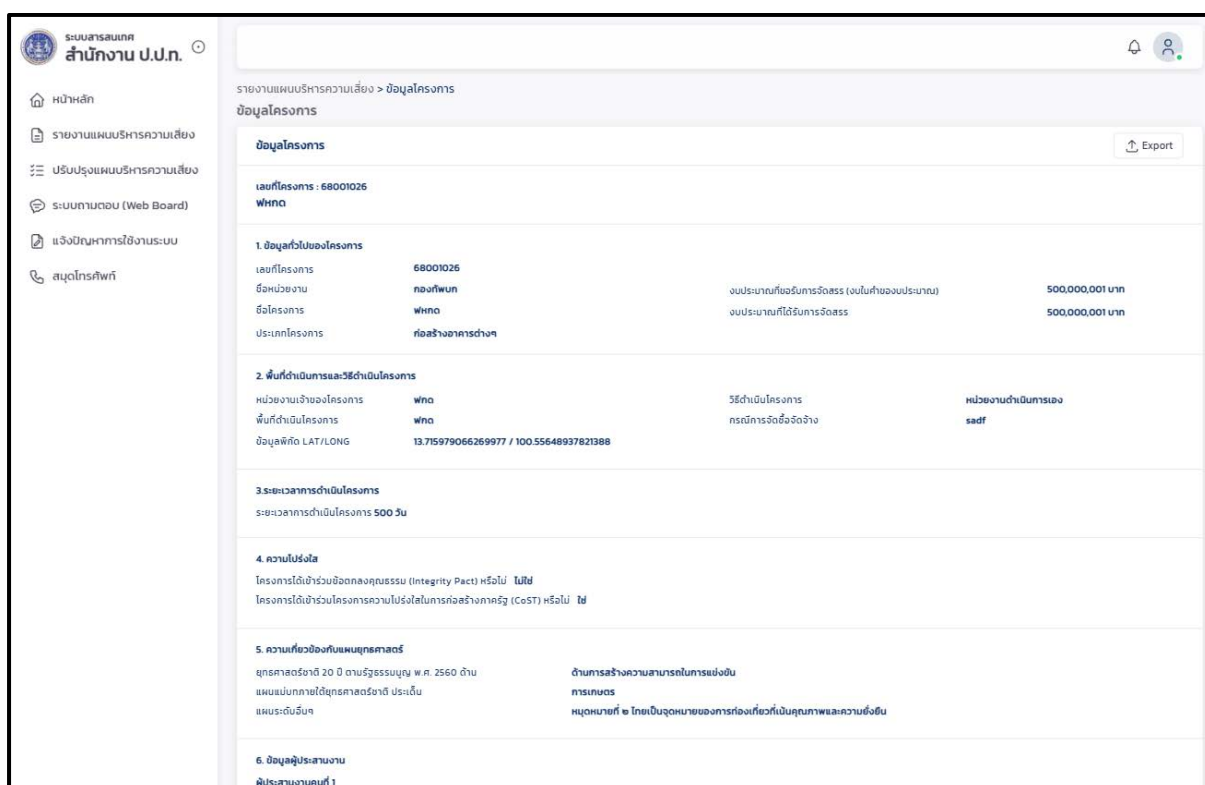 ระบบสารสนเทศ
สำนักงาน ป.ป.ท.
หน้าหลัก
รายงานแผนบริหารความเสี่ยง
ปรับปรุงแผนบริหารความเสี่ยง
ระบบถามตอบ (Web Board)
แจ้งปัญหาการใช้งานระบบ
สมุดโทรศัพท์
รายงานแผนบริหารความเสี่ยง > ข้อมูลโครงการ
ข้อมูลโครงการ
ข้อมูลโครงการ Export
เลขที่โครงการ : 68001026
ฟหกด
1. ข้อมูลทั่วไปของโครงการ
เลขที่โครงการ 68001026
ชื่อหน่วยงาน กองทัพบก งบประมาณที่ขอรับการจัดสรร (งบในคำของบประมาณ) 500,000,001 บาท
ชื่อโครงการ ฟหกด งบประมาณที่ได้รับการจัดสรร 500,000,001 บาท
ประเภทโครงการ ก่อสร้างอาคารต่างๆ
2. พื้นที่ดำเนินการและวิธีดำเนินโครงการ
หน่วยงานเจ้าของโครงการ ฟกด วิธีดำเนินโครงการ หน่วยงานดำเนินการเอง
พื้นที่ดำเนินโครงการ ฟกด กรณีการจัดซื้อจัดจ้าง sadf
ข้อมูลพิกัด LAT/LONG 13.715979066269977 / 100.55648937821388
3.ระยะเวลาการดำเนินโครงการ
ระยะเวลาการดำเนินโครงการ 500 วัน
4. ความโปร่งใส
โครงการได้เข้าร่วมข้อตกลงคุณธรรม (Integrity Pact) หรือไม่ ไม่ใช่
โครงการได้เข้าร่วมโครงการความโปร่งใสในการก่อสร้างภาครัฐ (CoST) หรือไม่ ใช่
5. ความเกี่ยวข้องกับแผนยุทธศาสตร์
ยุทธศาสตร์ชาติ 20 ปี ตามรัฐธรรมนูญ พ.ศ. 2560 ด้าน ด้านการสร้างความสามารถในการแข่งขัน
แผนแม่บทภายใต้ยุทธศาสตร์ชาติ ประเด็น การเกษตร
แผนระดับอื่นๆ หมุดหมายที่ ๒ ไทยเป็นจุดหมายของการท่องเที่ยวที่เน้นคุณภาพและความยั่งยืน
6. ข้อมูลผู้ประสานงาน
ผู้ประสานงานคนที่ 1